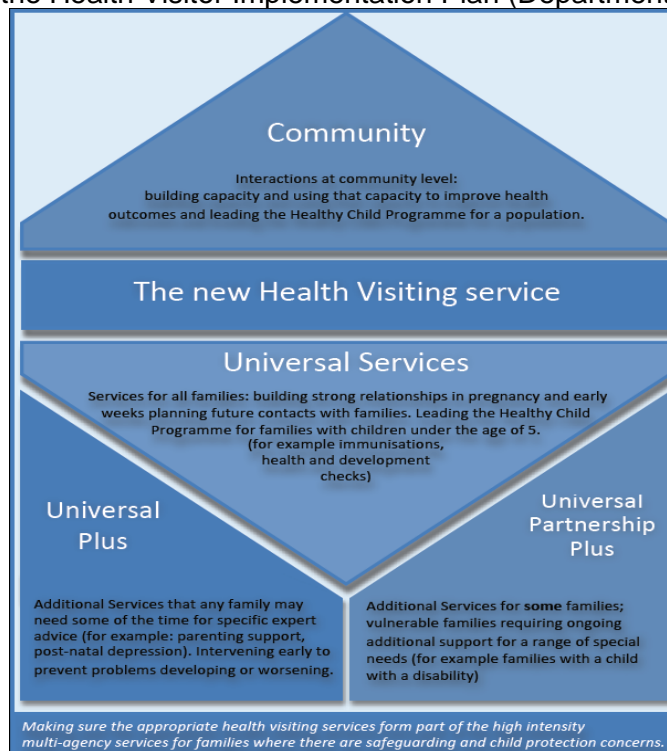 the Health Visitor Implementation Plan (Department
Community
Interactions at community level:
building capacity and using that capacity to improve health
outcomes and leading the Healthy Child Programme for a population.
The new Health Visiting service
Universal Services
Services for all families: building strong relationships in pregnancy and early
weeks planning future contacts with families. Leading the Healthy Child
Programme for families with children under the age of 5.
(for example immunisations,
health and development
checks)
Universal
Plus
Additional Services that any family may
need some of the time for specific expert
advice (for example: parenting support,
post-natal depression). Intervening early to
prevent problems developing or worsening.
Universal
Partnership
Plus
Additional Services for some families;
vulnerable families requiring ongoing
additional support for a range of special
needs (for example families with a child
with a disability)
Making sure the appropriate health visiting services form part of the high intensity
multi-agency services for families where there are safeguarding and child protection concerns.